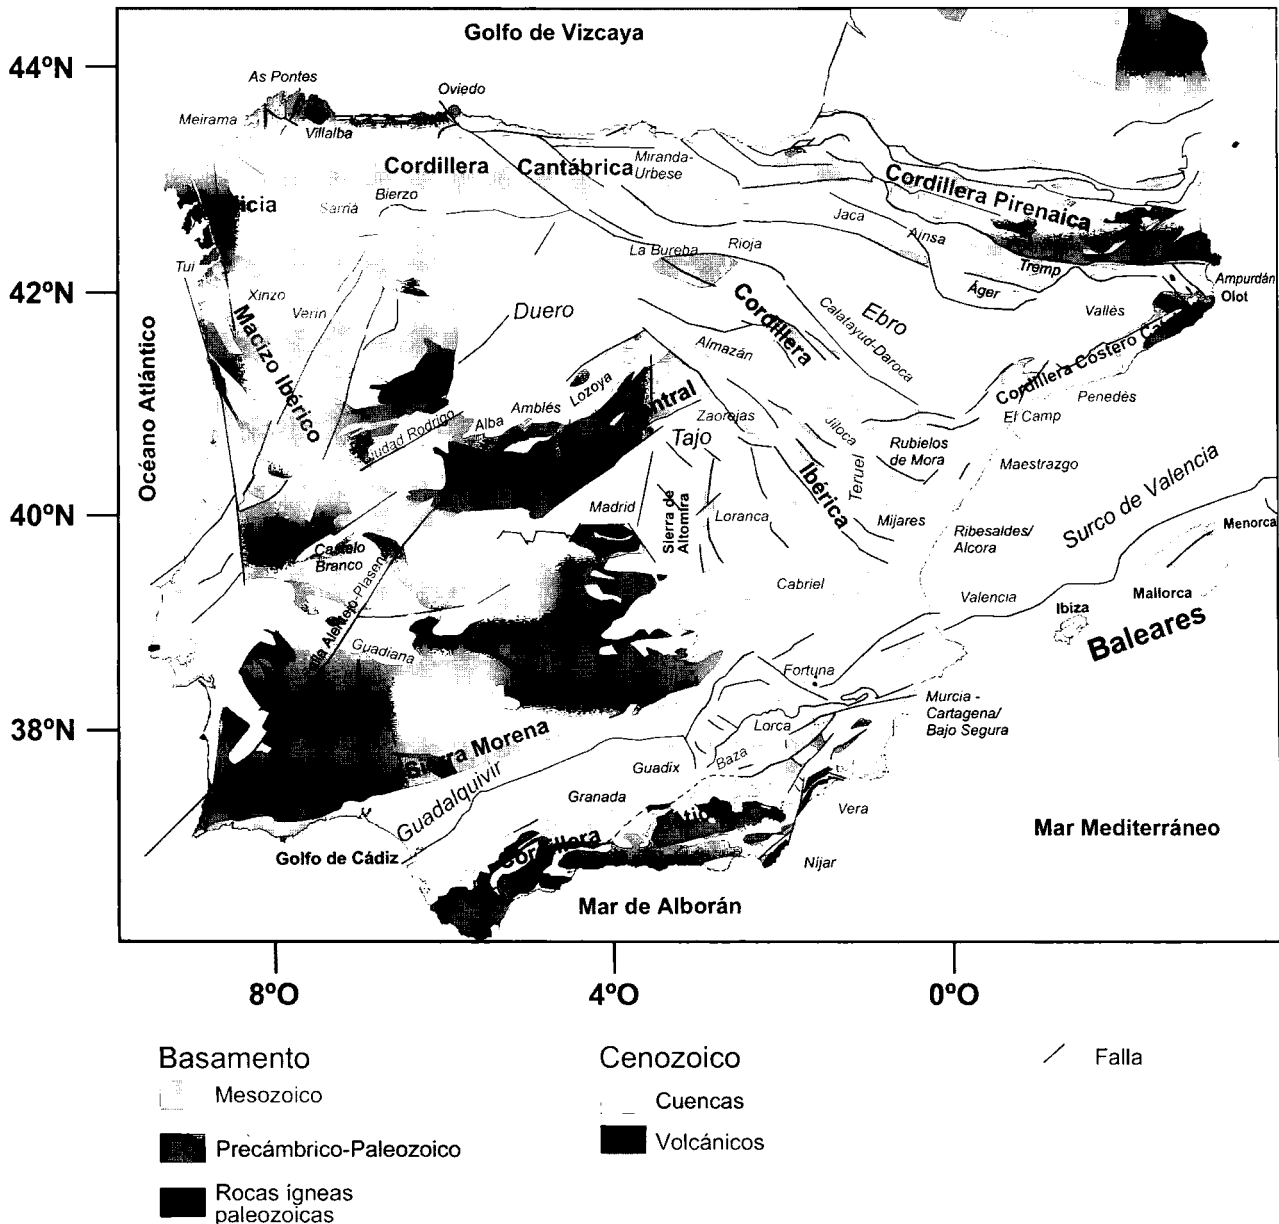 Golfo de Vizcaya
44ºN
As Pontes
Oviedo
Meirama
Villalba
Cordillera Cantábrica
Miranda-
Urbese
Cordillera Pirenaica
Sarria
Bierzo
Jaca
Ainsa
Tui
La Bureba
Rioja
Tremp
Ampurdán
42ºN
Xinzo
Verín
Duero
Cordillera
Calatayud-Daroca
Ebro
Áger
Vallès
Olot
Océano Atlántico
Macizo Ibérico
Almazán
Cordillera Costero
Penedès
El Camp
Lozoya
Amblés
Alba
Ciudad Rodrigo
Zaorejas
Tajo
Jiloca
Rubielos
de Mora
Maestrazgo
Ibérica
Teruel
Surco de Valencia
40ºN
Madrid
Sierra de
Altomira
Loranca
Mijares
Ribesaldes/
Alcora
Menorca
Castelo
Branco
Cabriel
Valencia
Mallorca
Ibiza
Baleares
Guadiana
Fortuna
Murcia -
Cartagena/
Bajo Segura
38ºN
Sierra Morena
Lorca
Baza
Guadix
Guadalquivir
Granada
Vera
Mar Mediterráneo
Golfo de Cádiz
Cordillera
Níjar
Mar de Alborán
8ºO
4ºO
0ºO
Basamento
Mesozoico
Precámbrico-Paleozoico
Rocas ígneas
paleozoicas
Cenozoico
Cuencas
Volcánicos
Falla